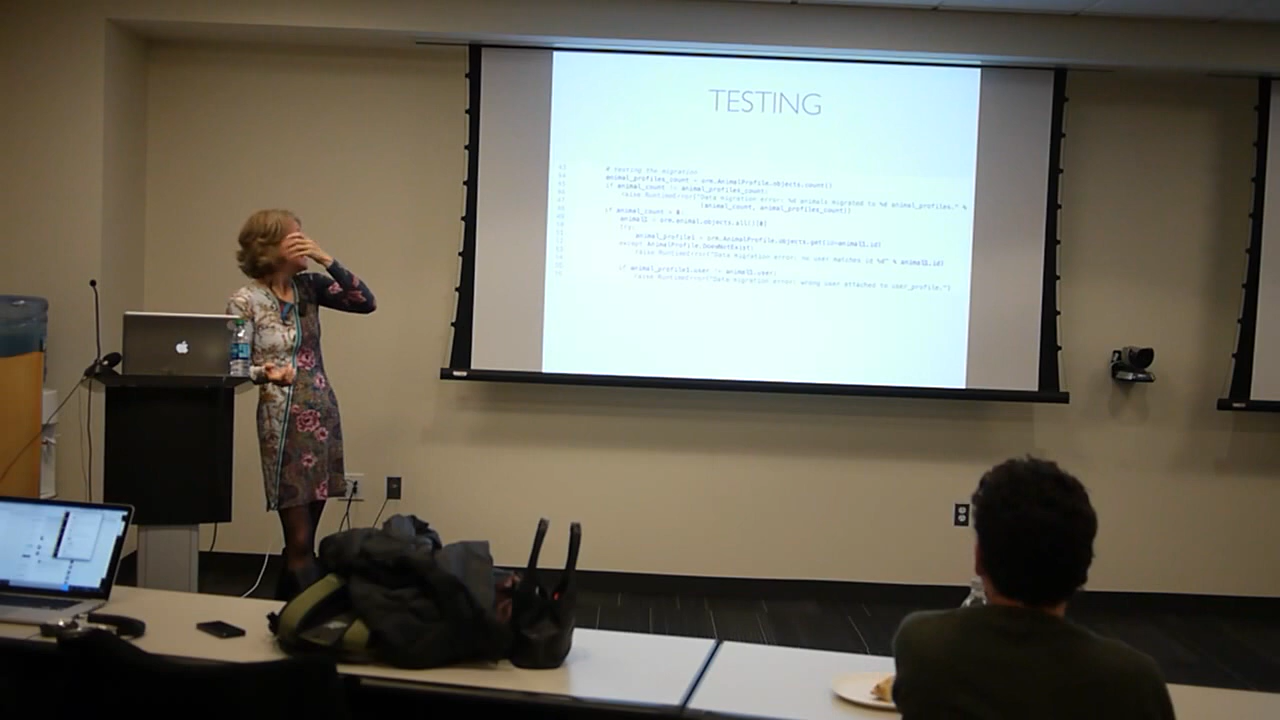 TESTING
# testing the migration
animal_profiles_count = orm.AnimalProfile.objects.count()
if animal_count != animal_profiles_count:
raise RuntimeError("Data migration error: %d animals migrated to %d animal_profiles." %
(animal_count, animal_profiles_count))
if animal_count > 0:
animal1 = orm.animal.objects.all()[0]
try:
animal_profile1 = orm.AnimalProfile.objects.get(id=animal1.id)
except AnimalProfile.DoesNotExist:
raise RuntimeError("Data migration error: no user matches id %d" % animal1.id)
if animal_profile1.user != animal1.user:
raise RuntimeError("Data migration error: wrong user attached to user_profile.")